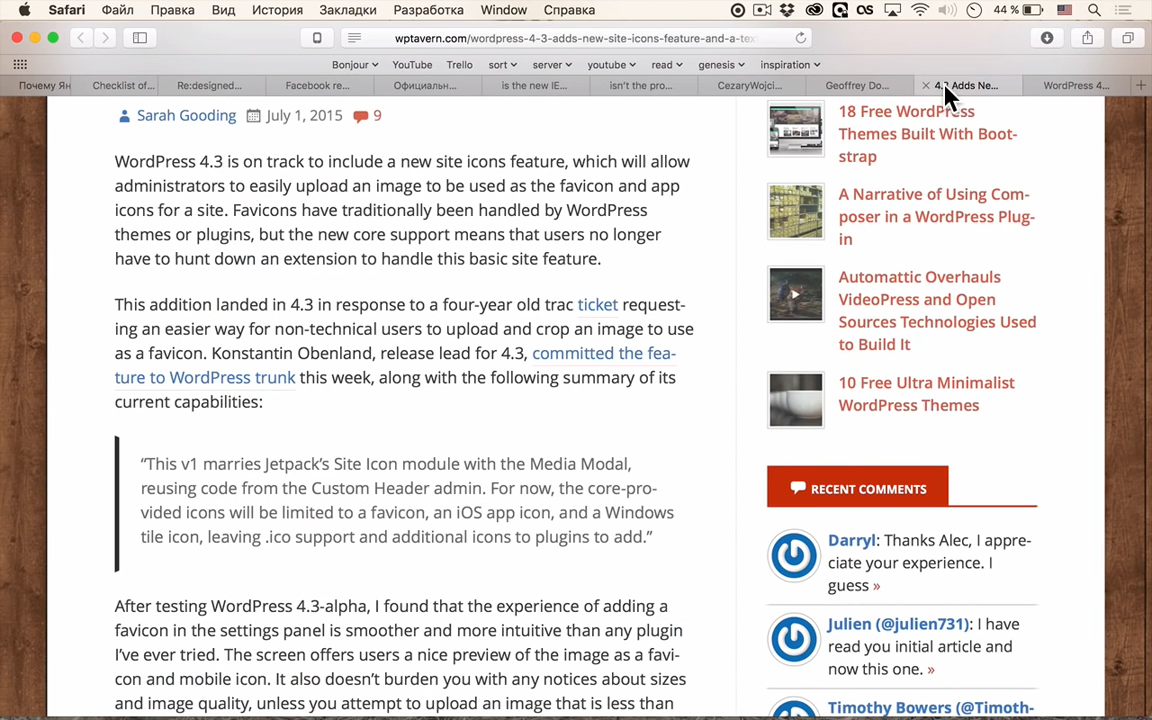 Safari Файл Правка Вид История Закладки Разработка Window Справка 44 %
wptavern.com/wordpress-4-3-adds-new-site-icons-feature-and-a-tex
Bonjour YouTube Trello sort server youtube read genesis inspiration
Почему Ян Checklist of... Re:designed... Facebook re... Официальн... is the new IE... isn't the pro... CezaryWojci... Geoffrey Do... 4.3 Adds Ne... WordPress 4...
Sarah Gooding July 1, 2015 9
WordPress 4.3 is on track to include a new site icons feature, which will allow
administrators to easily upload an image to be used as the favicon and app
icons for a site. Favicons have traditionally been handled by WordPress
themes or plugins, but the new core support means that users no longer
have to hunt down an extension to handle this basic site feature.
This addition landed in 4.3 in response to a four-year old trac ticket request-
ing an easier way for non-technical users to upload and crop an image to use
as a favicon. Konstantin Obenland, release lead for 4.3, committed the fea-
ture to WordPress trunk this week, along with the following summary of its
current capabilities:
“This v1 marries Jetpack’s Site Icon module with the Media Modal,
reusing code from the Custom Header admin. For now, the core-pro-
vided icons will be limited to a favicon, an iOS app icon, and a Windows
tile icon, leaving .ico support and additional icons to plugins to add.”
After testing WordPress 4.3-alpha, I found that the experience of adding a
favicon in the settings panel is smoother and more intuitive than any plugin
I’ve ever tried. The screen offers users a nice preview of the image as a favi-
con and mobile icon. It also doesn’t burden you with any notices about sizes
and image quality, unless you attempt to upload an image that is less than
18 Free WordPress
Themes Built With Boot-
strap
A Narrative of Using Com-
poser in a WordPress Plug-
in
Automattic Overhauls
VideoPress and Open
Sources Technologies Used
to Build It
10 Free Ultra Minimalist
WordPress Themes
RECENT COMMENTS
Darryl: Thanks Alec, I appre-
ciate your experience. I
guess »
Julien (@julien731): I have
read you initial article and
now this one. »
Timothy Bowers (@Timoth-